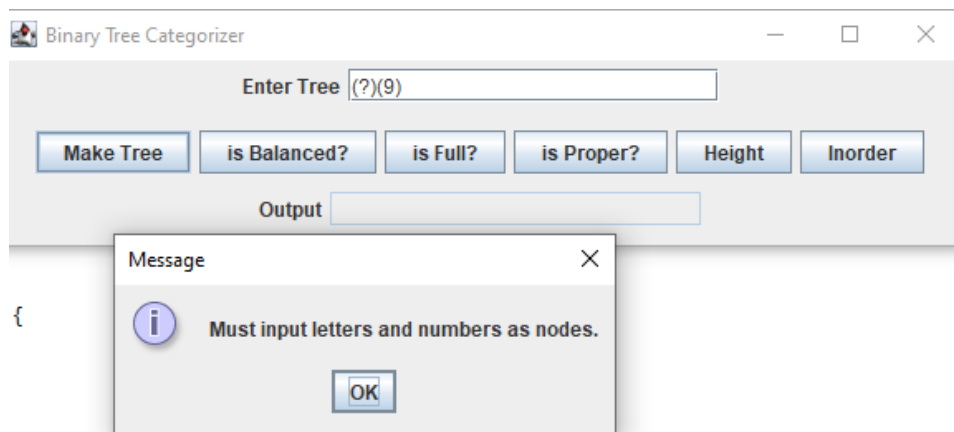 Binary Tree Categorizer
Enter Tree (?)(9)
Make Tree is Balanced? is Full? is Proper? Height Inorder
Output
Message
{
i Must input letters and numbers as nodes.
OK